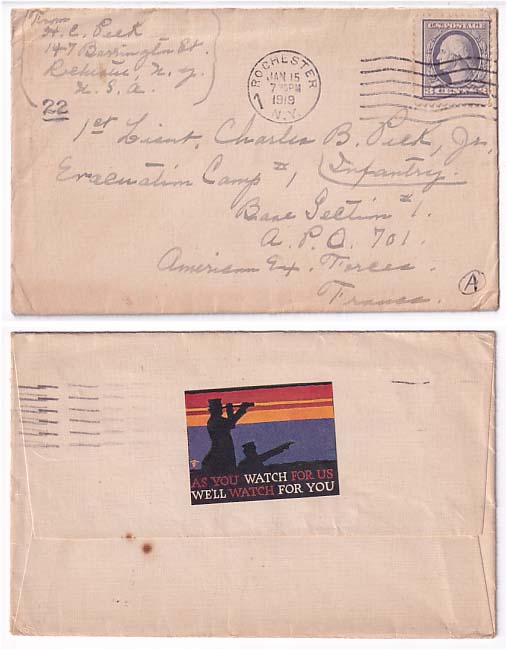 From
H. C. Peck
147 Barrington St.
Rochester, N. Y.
U. S. A.
22
ROCHESTER
JAN 15
7 PM
1919
N.Y.
1
U.S. POSTAGE
3 CENTS 3
1st Lieut. Charles B. Peck, Jr.
Evacuation Camp #1 (Infantry.
Base Section #1.
A. P. O. 701.
American Ex. Forces.
France.
A
AS YOU WATCH FOR US
WE'LL WATCH FOR YOU